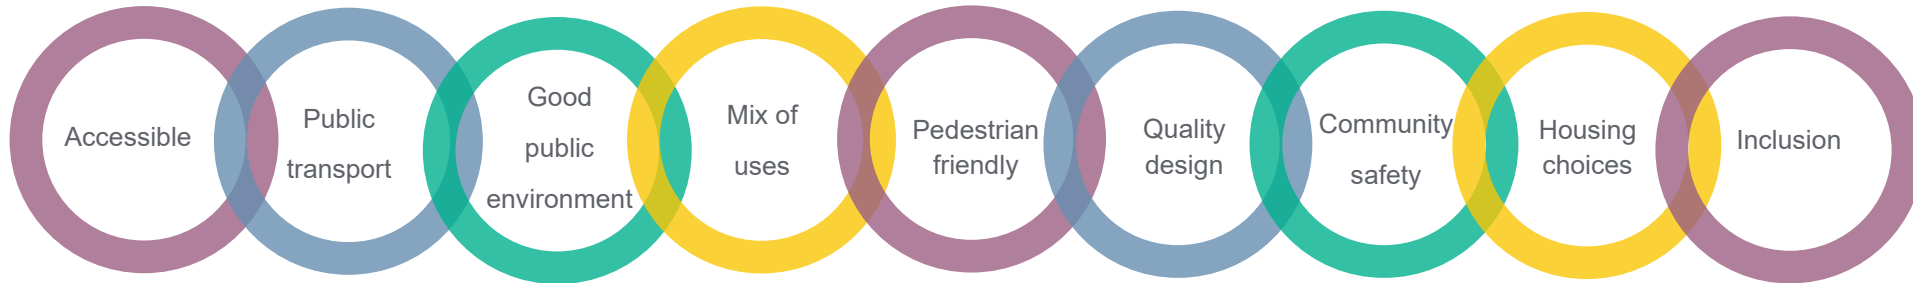 Accessible
Public
transport
Good
public
environment
Mix of
uses
Pedestrian
friendly
Quality
design
Community
safety
Housing
choices
Inclusion